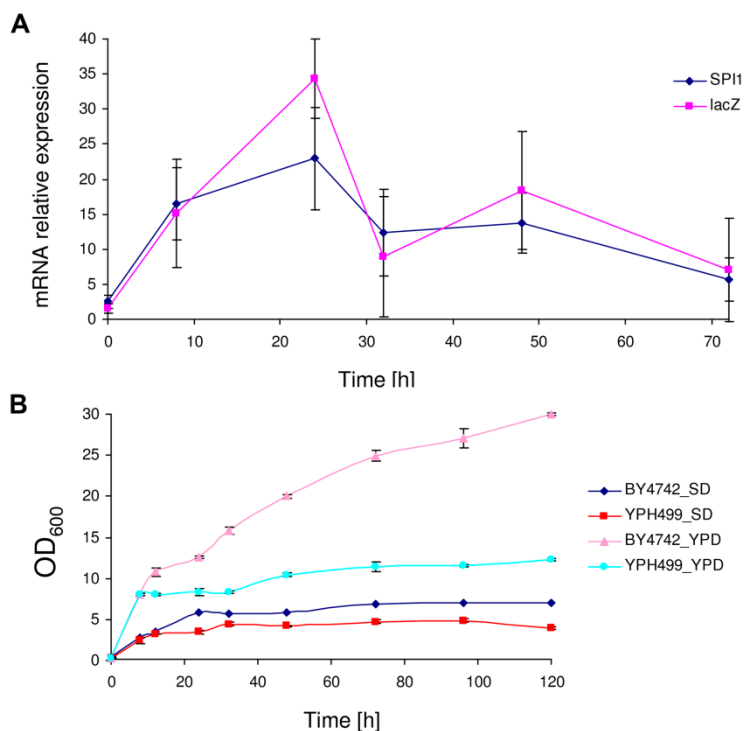 A
mRNA relative expression
40
35
30
25
20
15
10
5
0
0 10 20 30 40 50 60 70
Time [h]
SPI1
lacZ
B
OD600
30
25
20
15
10
5
0
0 20 40 60 80 100 120
Time [h]
BY4742_SD
YPH499_SD
BY4742_YPD
YPH499_YPD